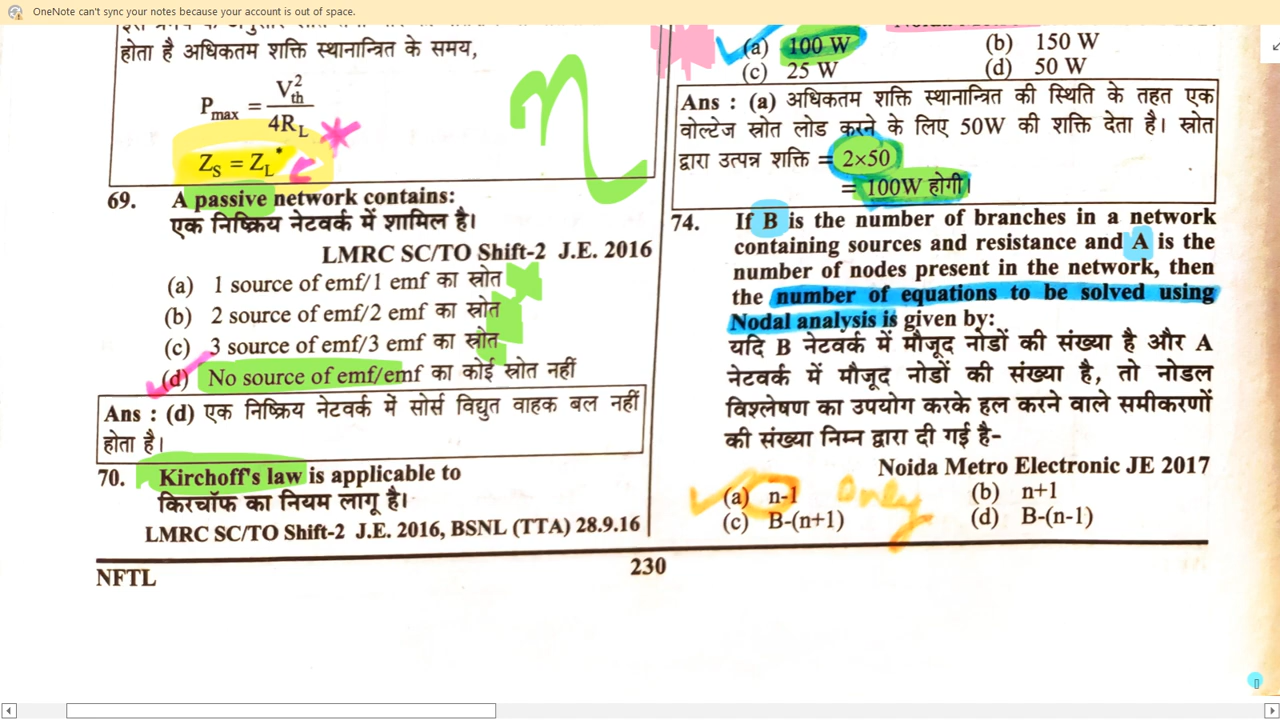 OneNote can't sync your notes because your account is out of space.
होता है अधिकतम शक्ति स्थानान्त्रित के समय,
P_max = V_th^2 / 4R_L
Z_S = Z_L^*
69. A passive network contains:
एक निष्क्रिय नेटवर्क में शामिल है।
LMRC SC/TO Shift-2 J.E. 2016
(a) 1 source of emf/1 emf का स्रोत
(b) 2 source of emf/2 emf का स्रोत
(c) 3 source of emf/3 emf का स्रोत
(d) No source of emf/emf का कोई स्रोत नहीं
Ans : (d) एक निष्क्रिय नेटवर्क में सोर्स विद्युत वाहक बल नहीं
होता है।
70. Kirchoff's law is applicable to
किरचॉफ का नियम लागू है।
LMRC SC/TO Shift-2 J.E. 2016, BSNL (TTA) 28.9.16
(a) 100 W (b) 150 W
(c) 25 W (d) 50 W
Ans : (a) अधिकतम शक्ति स्थानान्त्रित की स्थिति के तहत एक
वोल्टेज स्रोत लोड करने के लिए 50W की शक्ति देता है। स्रोत
द्वारा उत्पन्न शक्ति = 2×50
= 100W होगी।
74. If B is the number of branches in a network
containing sources and resistance and A is the
number of nodes present in the network, then
the number of equations to be solved using
Nodal analysis is given by:
यदि B नेटवर्क में मौजूद नोडों की संख्या है और A
नेटवर्क में मौजूद नोडों की संख्या है, तो नोडल
विश्लेषण का उपयोग करके हल करने वाले समीकरणों
की संख्या निम्न द्वारा दी गई है-
Noida Metro Electronic JE 2017
(a) n-1 Only (b) n+1
(c) B-(n+1) (d) B-(n-1)
NFTL 230